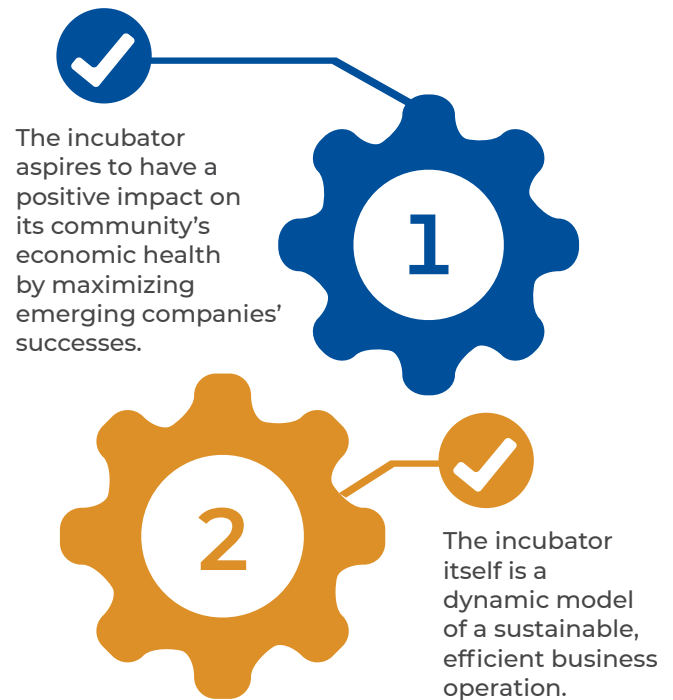 The incubator
aspires to have a
positive impact on
its community’s
economic health
by maximizing
emerging companies’
successes.
1
2
The incubator
itself is a
dynamic model
of a sustainable,
efficient business
operation.